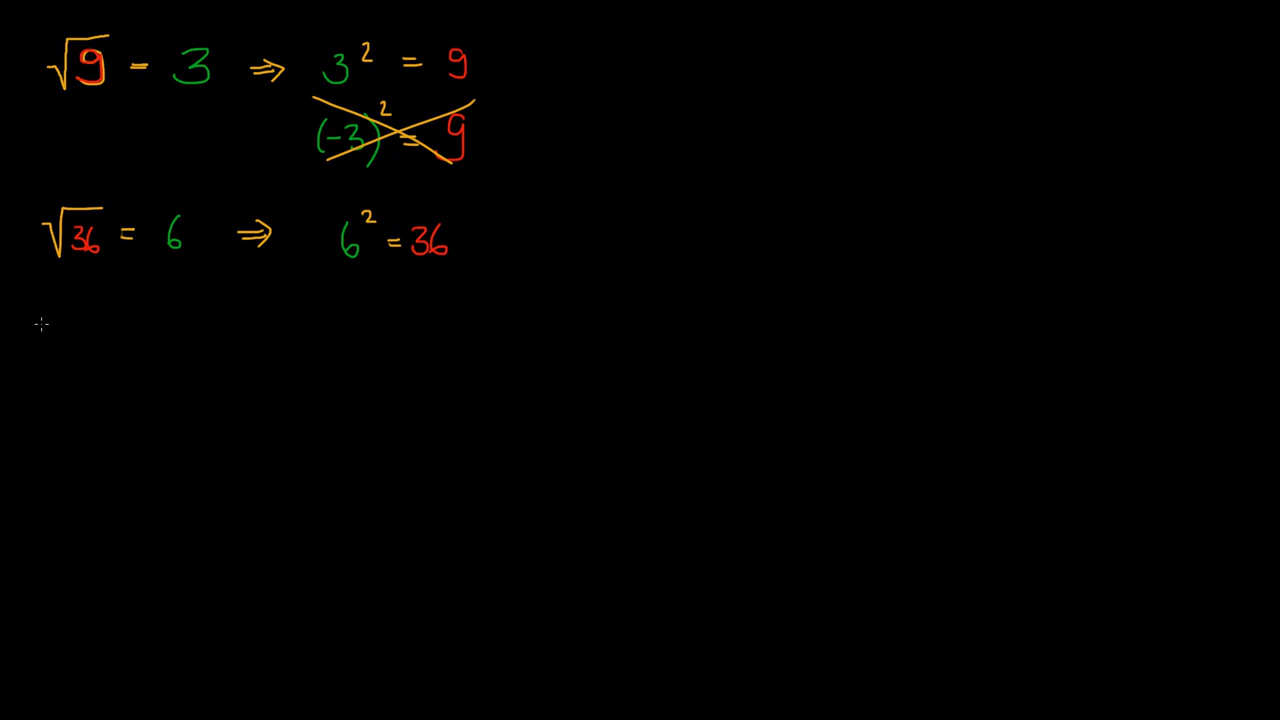 √9 = 3 ⇒ 3² = 9
(-3)² = 9
√36 = 6 ⇒ 6² = 36